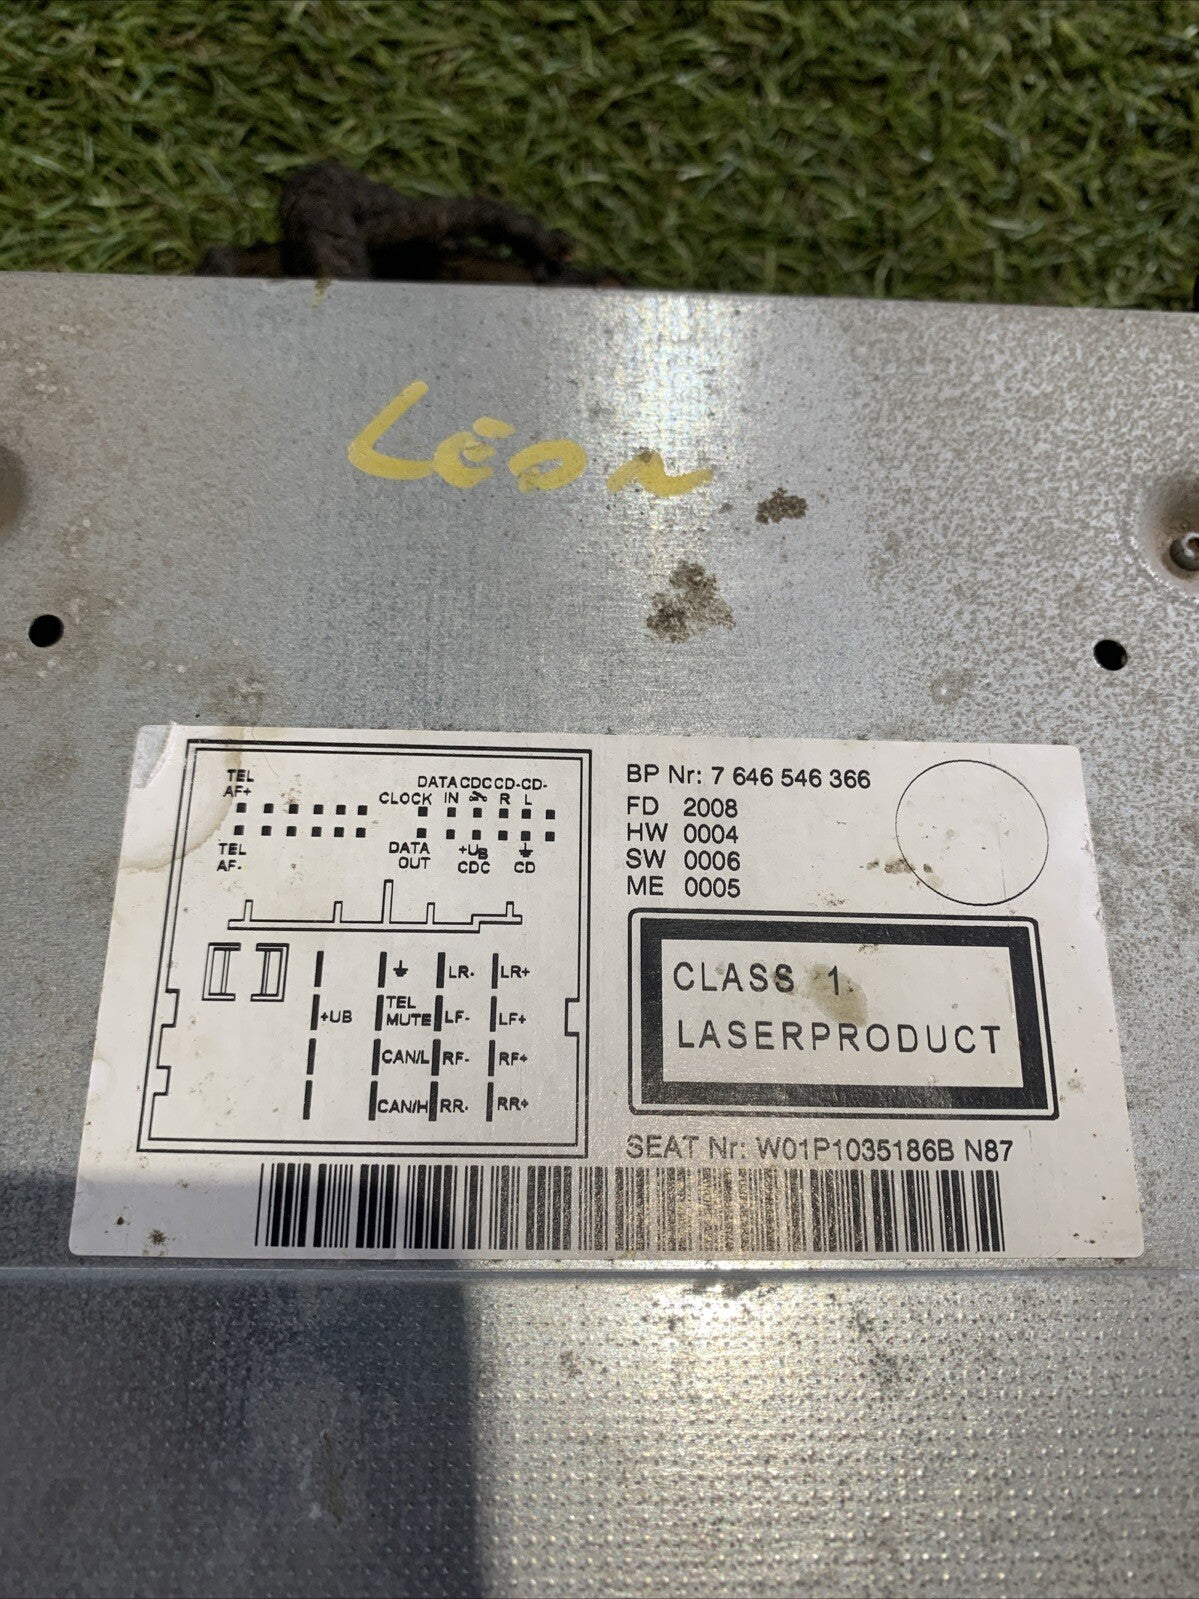 LEON
TEL
AF+
DATA CDC CD- CD-
CLOCK IN R L
TEL
AF-
DATA
OUT
+UB
CDC
CD
LR- LR+
+UB TEL
MUTE LF- LF+
CAN/L RF- RF+
CAN/H RR- RR+
BP Nr: 7 646 546 366
FD 2008
HW 0004
SW 0006
ME 0005
CLASS 1
LASERPRODUCT
SEAT Nr: W01P1035186B N87